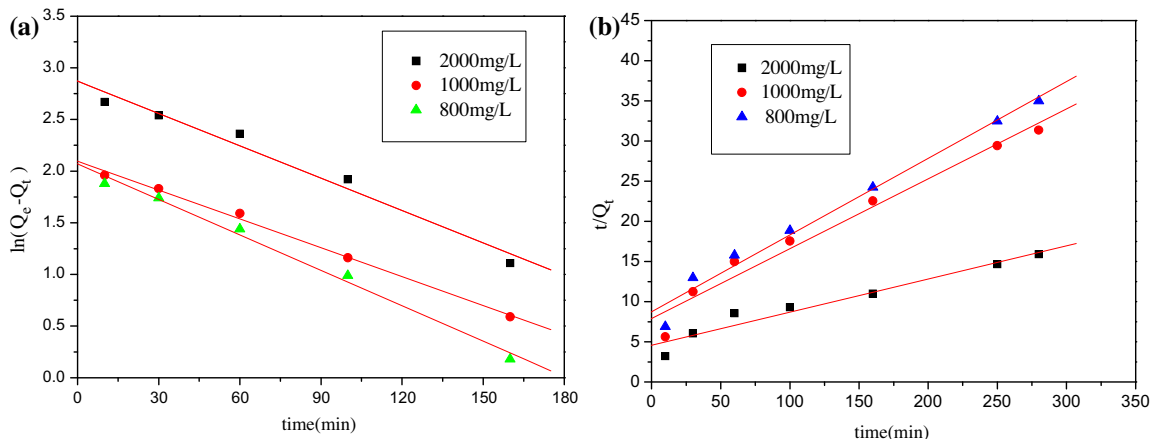 (a)
3.5
3.0
2.5
2.0
1.5
1.0
0.5
0.0
ln(Qe-Qt)
2000mg/L
1000mg/L
800mg/L
0 30 60 90 120 150 180
time(min)
(b)
45
40
35
30
25
20
15
10
5
0
t/Qt
2000mg/L
1000mg/L
800mg/L
0 50 100 150 200 250 300 350
time(min)